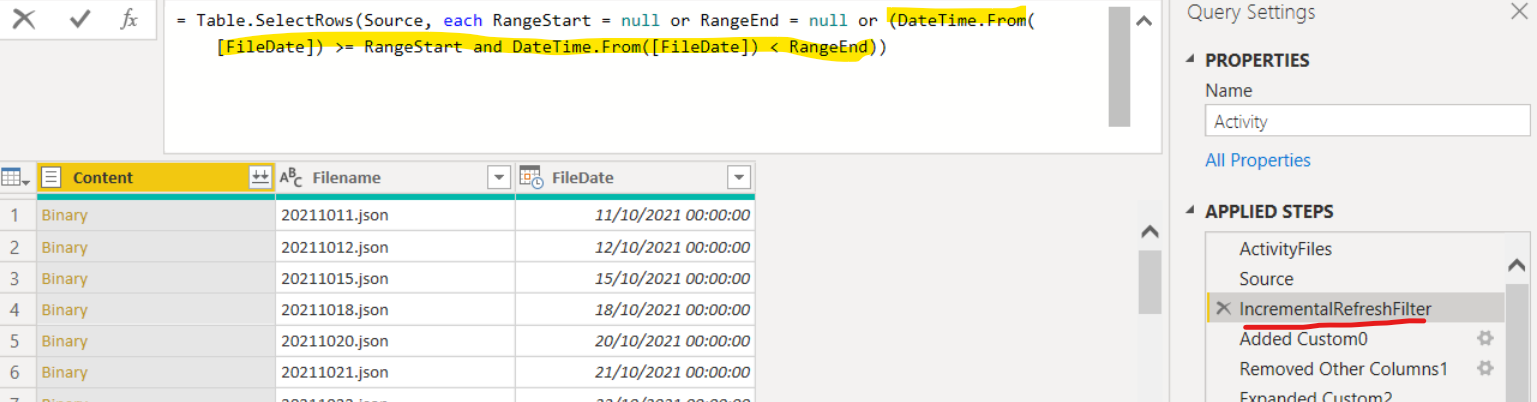 = Table.SelectRows(Source, each RangeStart = null or RangeEnd = null or (DateTime.From(
[FileDate]) >= RangeStart and DateTime.From([FileDate]) < RangeEnd))
Content
ABC Filename
FileDate
1 Binary 20211011.json 11/10/2021 00:00:00
2 Binary 20211012.json 12/10/2021 00:00:00
3 Binary 20211015.json 15/10/2021 00:00:00
4 Binary 20211018.json 18/10/2021 00:00:00
5 Binary 20211020.json 20/10/2021 00:00:00
6 Binary 20211021.json 21/10/2021 00:00:00
Query Settings
PROPERTIES
Name
Activity
All Properties
APPLIED STEPS
ActivityFiles
Source
IncrementalRefreshFilter
Added Custom0
Removed Other Columns1
Expanded Custom2